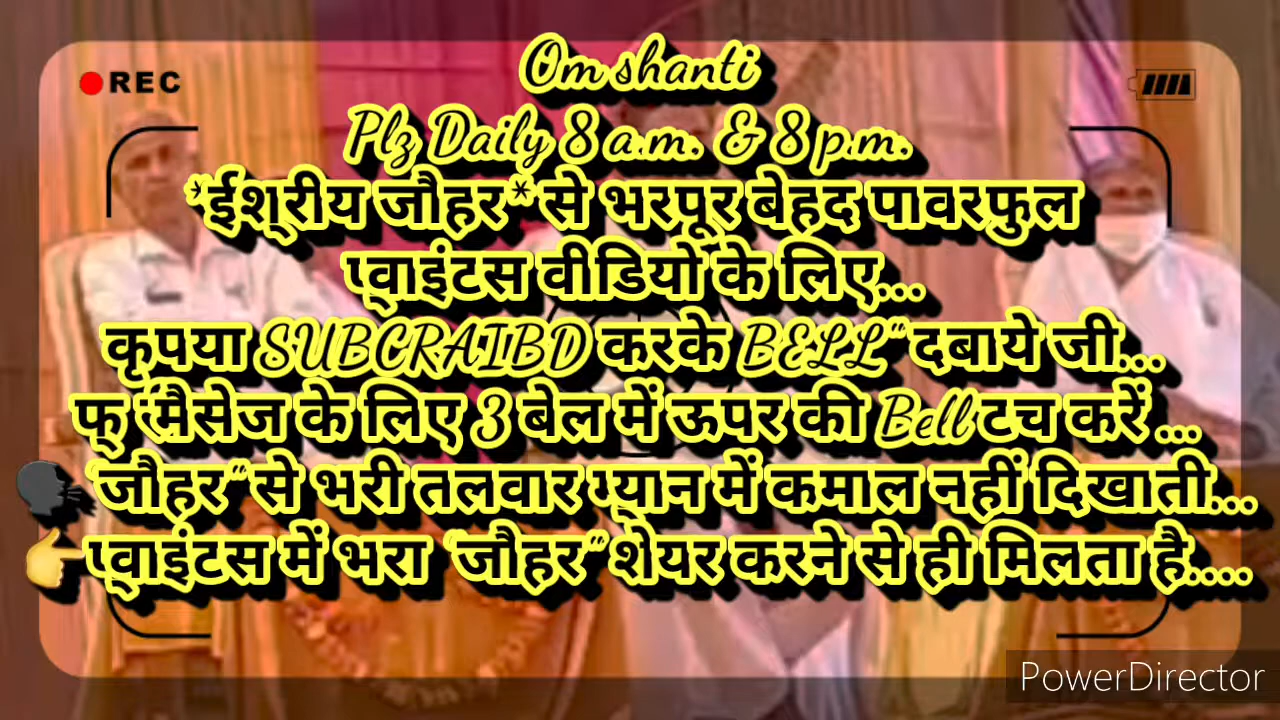 REC
Om shanti
Plz Daily 8 a.m. & 8 p.m.
*ईश्रीय जौहर* से भरपूर बेहद पावरफुल
प्वाइंटस वीडियो के लिए...
कृपया SUBCRAIBD करके BELL" दबाये जी...
फ् मैसेज के लिए 3 बेल में ऊपर की Bell टच करें ...
"जौहर" से भरी तलवार म्यान में कमाल नहीं दिखाती...
प्वाइंटस में भरा "जौहर" शेयर करने से ही मिलता है....
PowerDirector